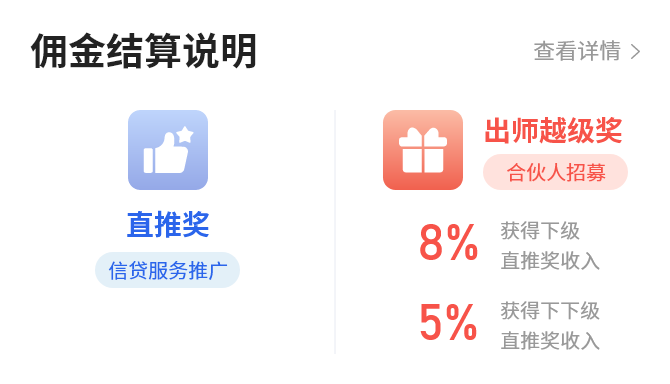 佣金结算说明
查看详情
直推奖
信贷服务推广
出师越级奖
合伙人招募
8%
获得下级
直推奖收入
5%
获得下下级
直推奖收入